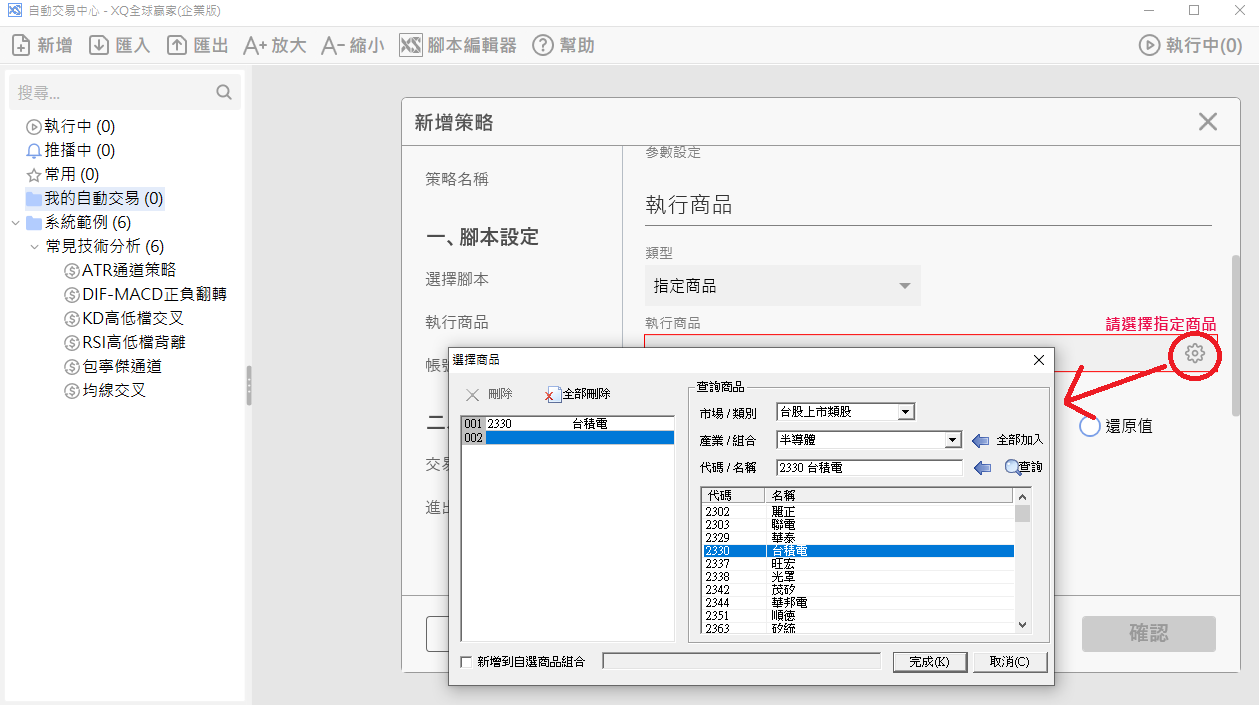 自動交易中心 - XQ全球贏家(企業版)
新增 匯入 匯出 A+放大 A-縮小 XS 腳本編輯器 幫助 執行中(0)
搜尋...
執行中 (0)
推播中 (0)
常用 (0)
我的自動交易 (0)
系統範例 (6)
常見技術分析 (6)
ATR通道策略
DIF-MACD正負翻轉
KD高低檔交叉
RSI高低檔背離
包寧傑通道
均線交叉
新增策略
策略名稱
一、腳本設定
選擇腳本
執行商品
帳號
二、
交易
進出
參數設定
執行商品
類型
指定商品
執行商品 請選擇指定商品
還原值
確認
選擇商品
刪除 全部刪除
001 2330 台積電
002
查詢商品
市場/類別 台股上市類股
產業/組合 半導體 全部加入
代碼/名稱 2330 台積電 查詢
代碼 名稱
2302 麗正
2303 聯電
2329 華泰
2330 台積電
2337 旺宏
2338 光罩
2342 茂矽
2344 華邦電
2351 順德
2363 矽統
新增到自選商品組合 完成(K) 取消(C)